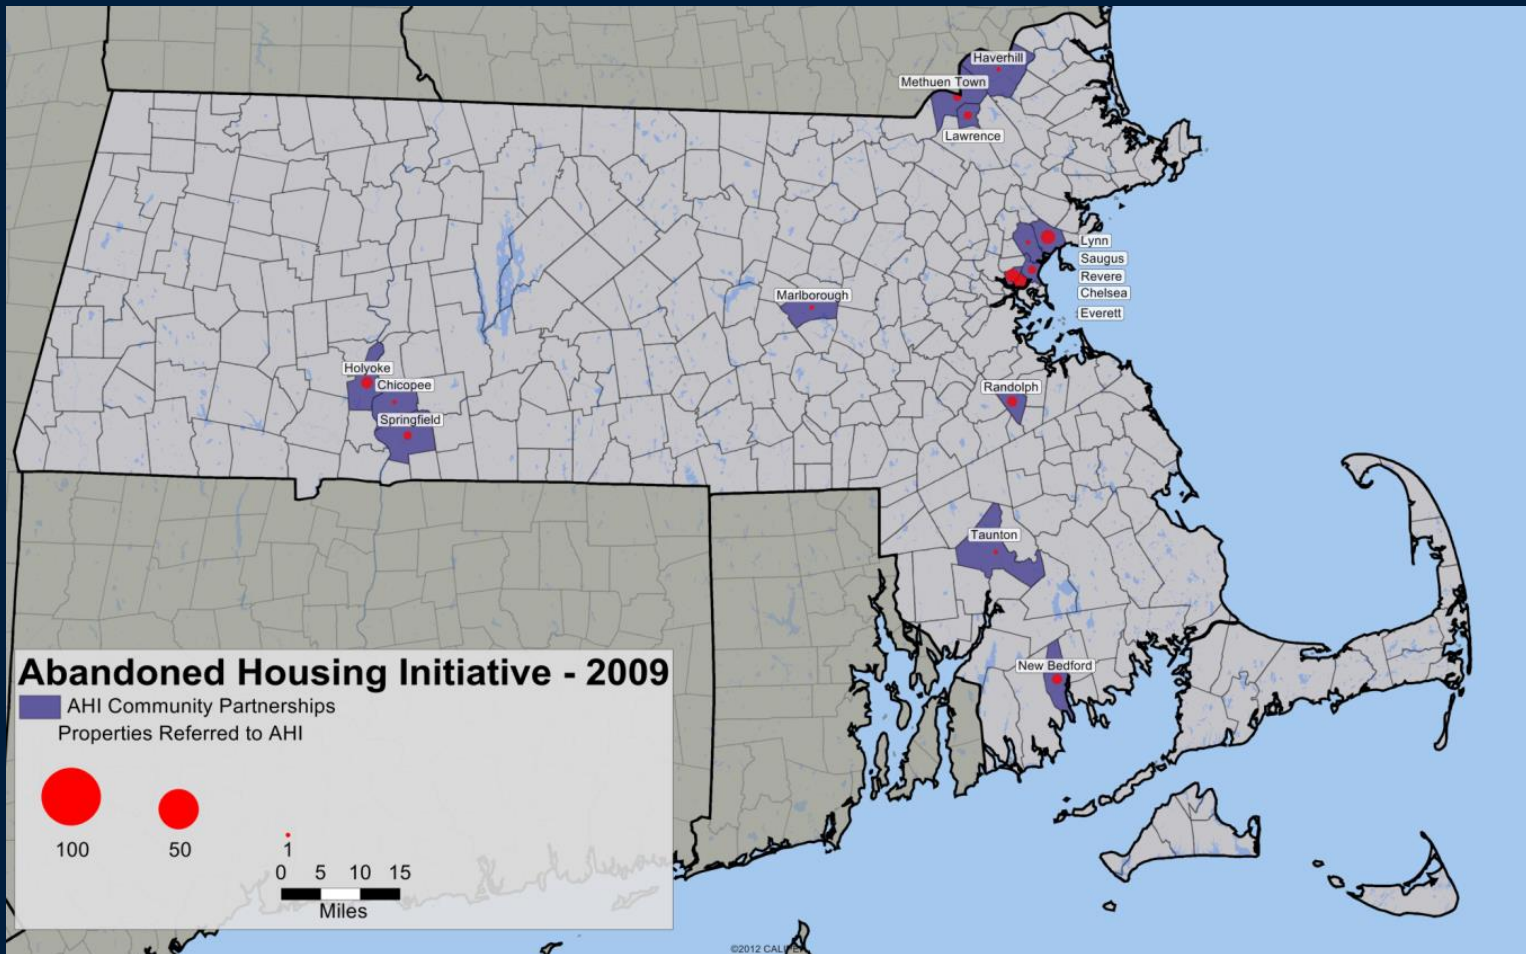 Haverhill
Methuen Town
Lawrence
Lynn
Saugus
Revere
Chelsea
Everett
Marlborough
Holyoke
Chicopee
Springfield
Randolph
Taunton
New Bedford
Abandoned Housing Initiative - 2009
AHI Community Partnerships
Properties Referred to AHI
100
50
1
0 5 10 15
Miles
©2012